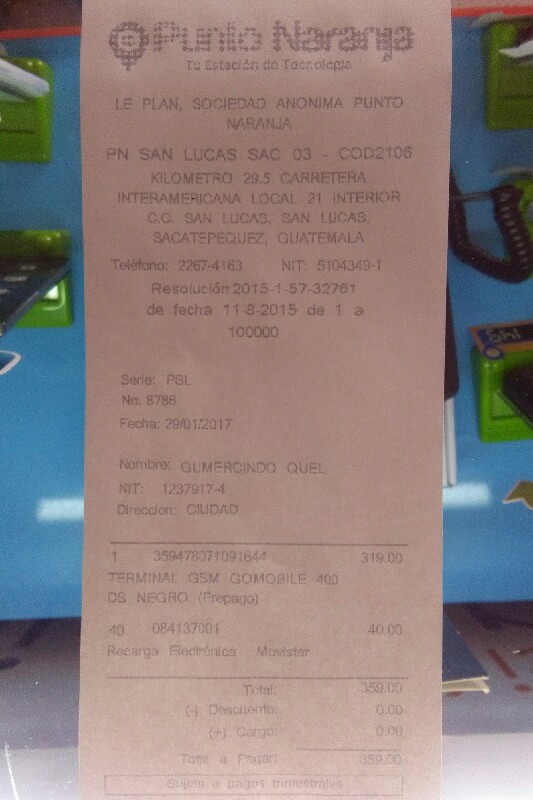 Punto Naranja
Tu Estación de Tecnología
LE PLAN, SOCIEDAD ANONIMA PUNTO
NARANJA
PN SAN LUCAS SAC 03 - COD2106
KILOMETRO 29.5 CARRETERA
INTERAMERICANA LOCAL 21 INTERIOR
C.C. SAN LUCAS, SAN LUCAS,
SACATEPEQUEZ, GUATEMALA
Teléfono: 2267-4163 NIT: 5104349-1
Resolución 2015-1-57-32761
de fecha 11-8-2015 de 1 a
100000
Serie: PSL
No. 8786
Fecha: 29/01/2017
Nombre: GUMERCINDO QUEL
NIT: 1237917-4
Direccion: CIUDAD
1 359478071091644 319.00
TERMINAL GSM GOMOBILE 400
DS NEGRO (Prepago)
40 084137001 40.00
Recarga Electrónica Movistar
Total: 359.00
(-) Descuento: 0.00
(+) Cargo: 0.00
Total a Pagar: 359.00
Sujeto a pagos trimestrales